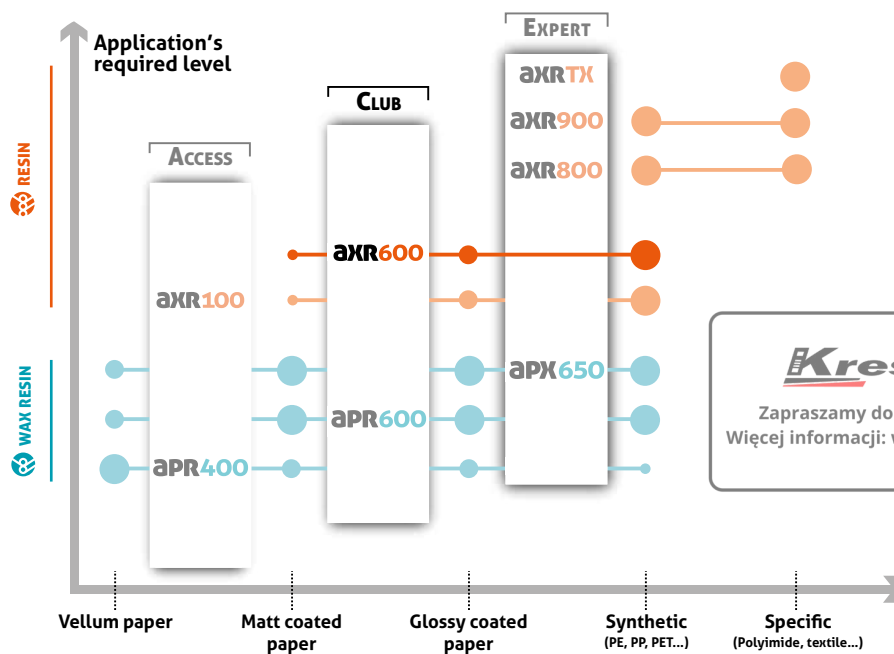 Application's
required level
EXPERT
CLUB
ACCESS
RESIN
WAX RESIN
aXRTX
aXR900
aXR800
aXR600
aXR100
aPX650
aPR600
aPR400
Zapraszamy do
Więcej informacji:
Vellum paper
Matt coated
paper
Glossy coated
paper
Synthetic
(PE, PP, PET...)
Specific
(Polyimide, textile...)